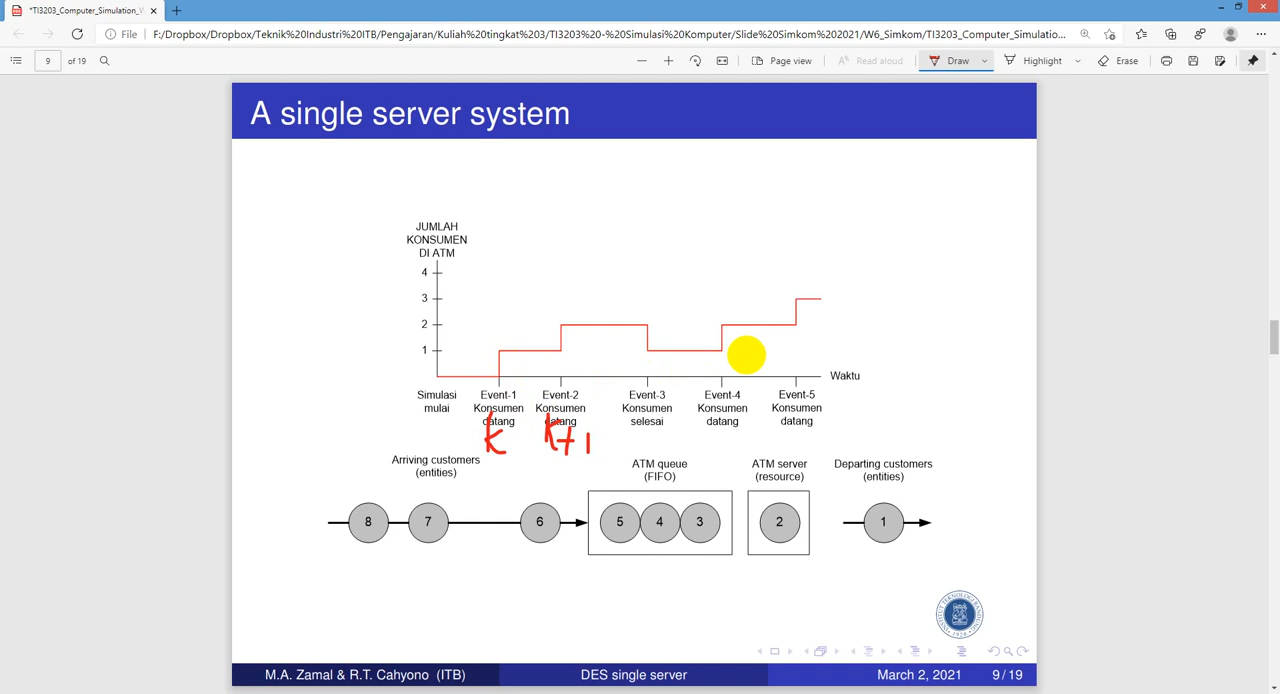 *TI3203_Computer_Simulation_W
File
F:/Dropbox/Dropbox/Teknik%20Industri%20ITB/Pengajaran/Kuliah%20tingkat%203/TI3203%20-%20Simulasi%20Komputer/Slide%20Simkom%202021/W6_Simkom/TI3203_Computer_Simulatio...
9 of 19
Page view
Read aloud
Draw
Highlight
Erase
A single server system
JUMLAH
KONSUMEN
DI ATM
4
3
2
1
Waktu
Simulasi
mulai
Event-1
Konsumen
datang
Event-2
Konsumen
datang
Event-3
Konsumen
selesai
Event-4
Konsumen
datang
Event-5
Konsumen
datang
k
k+1
Arriving customers
(entities)
ATM queue
(FIFO)
ATM server
(resource)
Departing customers
(entities)
8 7 6 5 4 3 2 1
INSTITUT TEKNOLOGI BANDUNG
1920
M.A. Zamal & R.T. Cahyono (ITB)
DES single server
March 2, 2021
9 / 19